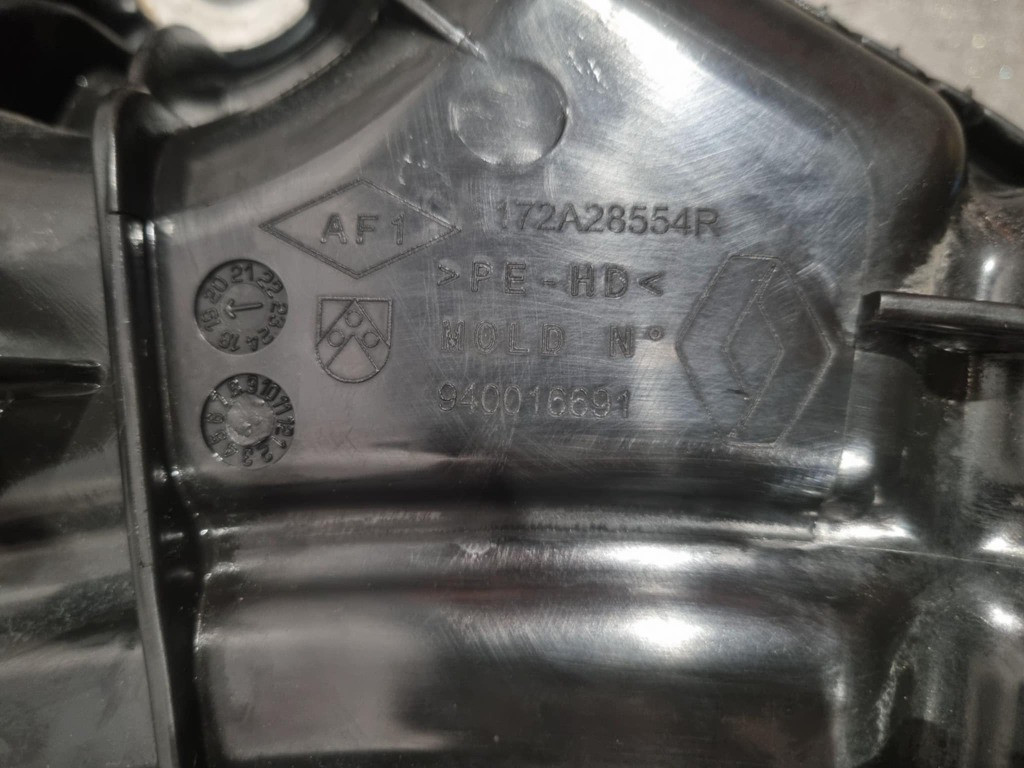 AF1
172A28554R
>PE-HD<
MOLD N°
940016691